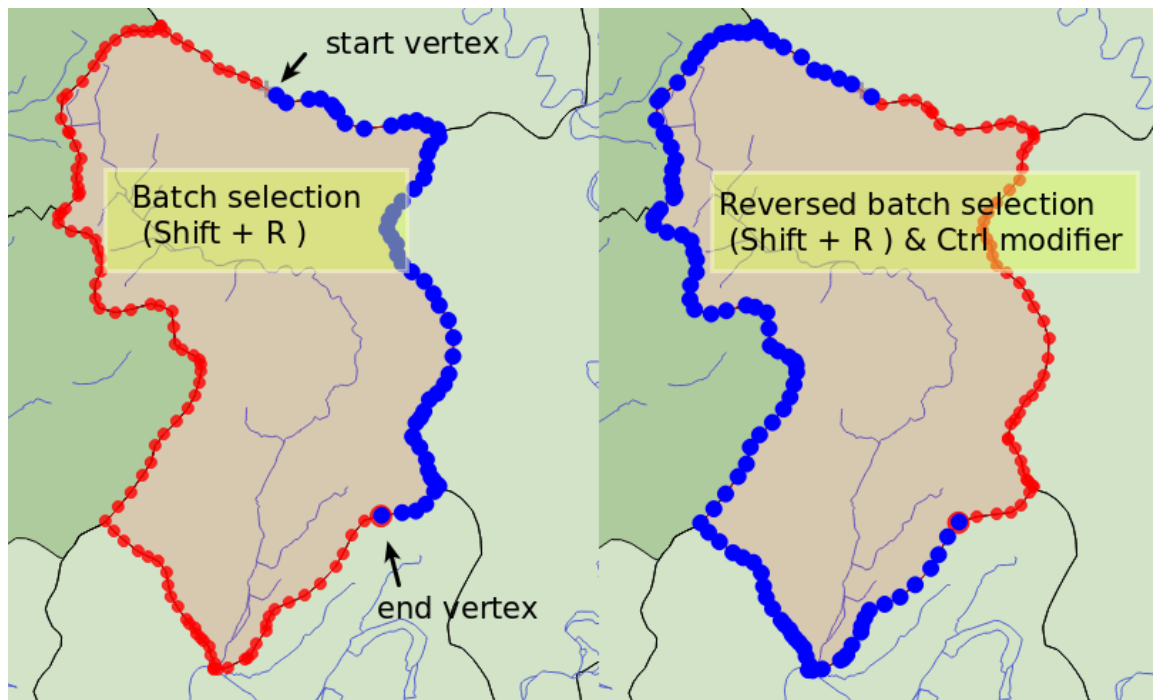 start vertex
Batch selection
(Shift + R )
end vertex
Reversed batch selection
(Shift + R ) & Ctrl modifier